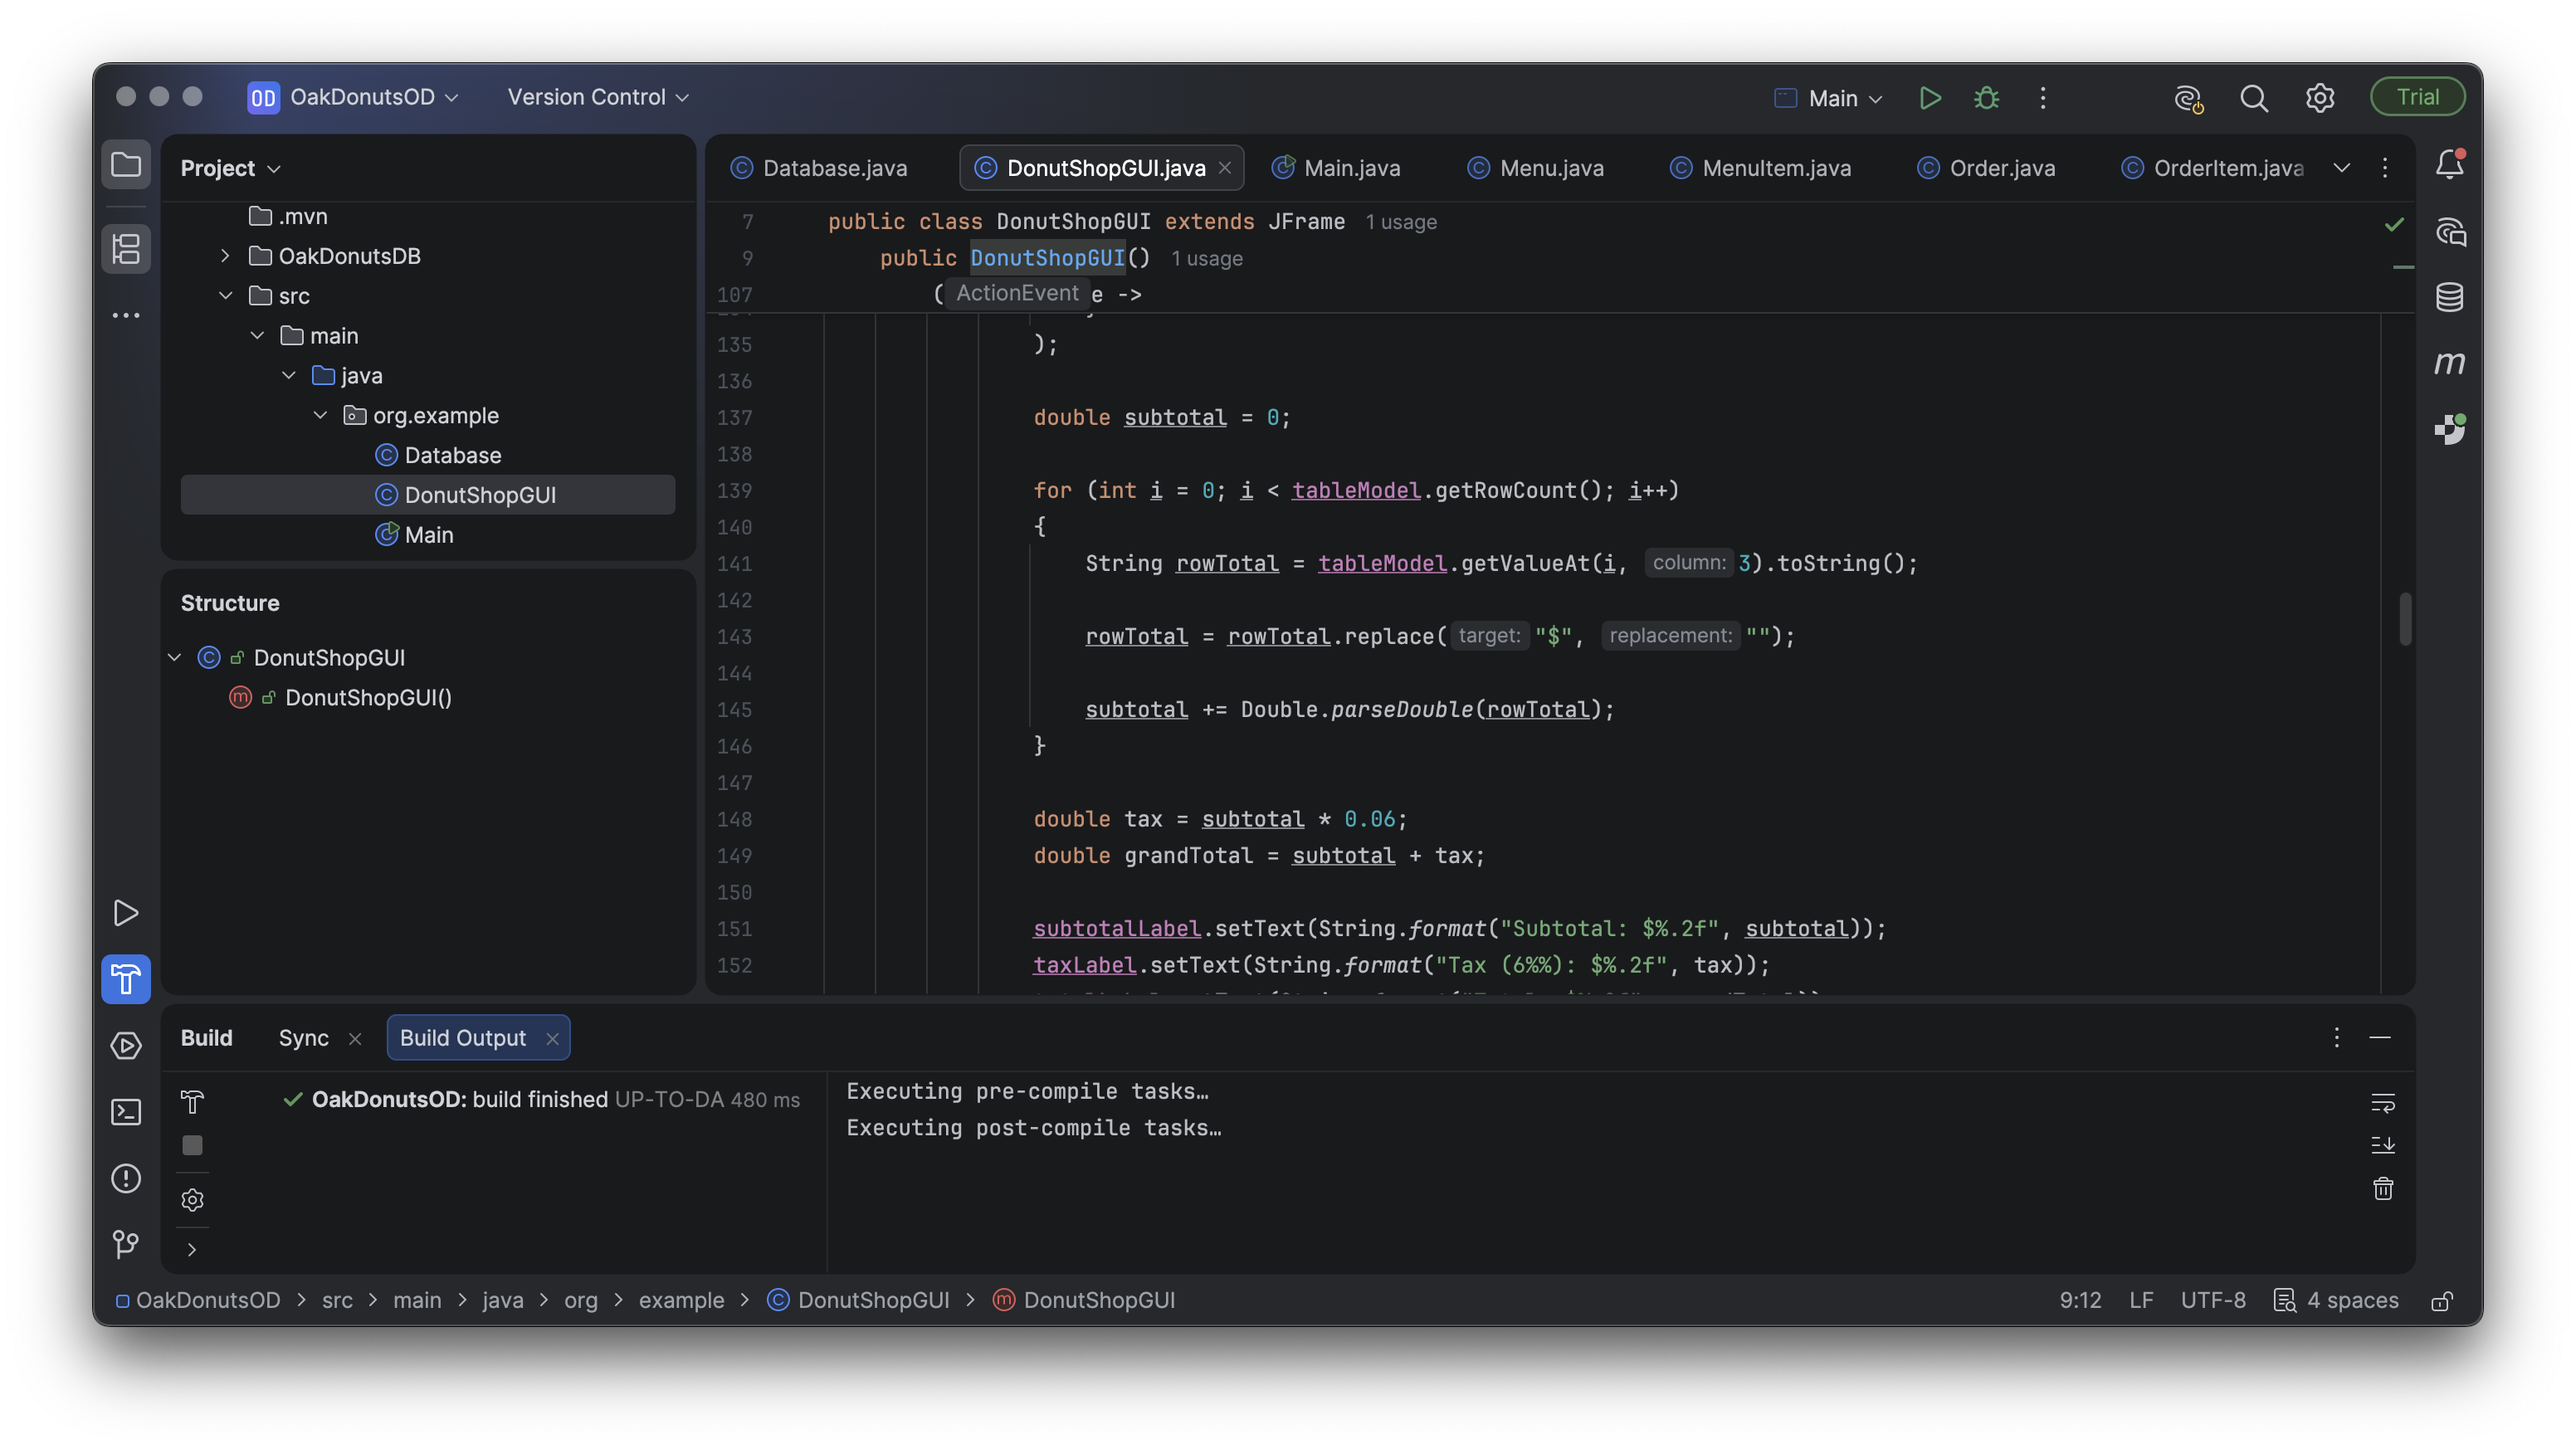 OD OakDonutsOD Version Control Main Trial
Project
.mvn
OakDonutsDB
src
main
java
org.example
Database
DonutShopGUI
Main
Structure
DonutShopGUI
DonutShopGUI()
Database.java DonutShopGUI.java Main.java Menu.java MenuItem.java Order.java OrderItem.java
7 public class DonutShopGUI extends JFrame 1 usage
9 public DonutShopGUI() 1 usage
107 ( ActionEvent e ->
135 );
136
137 double subtotal = 0;
138
139 for (int i = 0; i < tableModel.getRowCount(); i++)
140 {
141 String rowTotal = tableModel.getValueAt(i, column: 3).toString();
142
143 rowTotal = rowTotal.replace( target: "$", replacement: "");
144
145 subtotal += Double.parseDouble(rowTotal);
146 }
147
148 double tax = subtotal * 0.06;
149 double grandTotal = subtotal + tax;
150
151 subtotalLabel.setText(String.format("Subtotal: $%.2f", subtotal));
152 taxLabel.setText(String.format("Tax (6%%): $%.2f", tax));
Build Sync Build Output
OakDonutsOD: build finished UP-TO-DA 480 ms
Executing pre-compile tasks…
Executing post-compile tasks…
OakDonutsOD > src > main > java > org > example > DonutShopGUI > DonutShopGUI
9:12 LF UTF-8 4 spaces